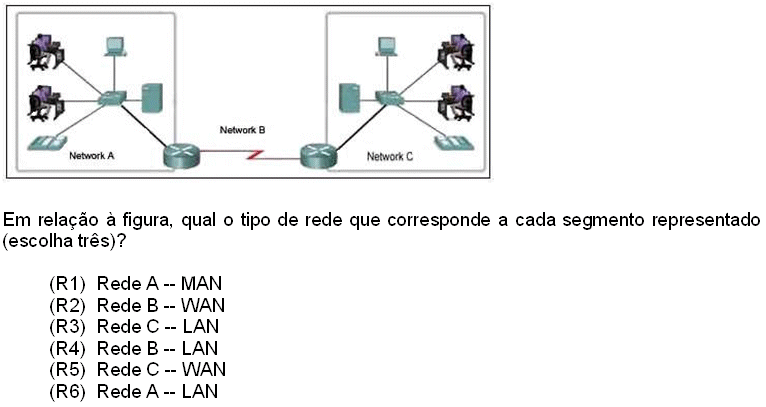 Network B
Network A
Network C
Em relação à figura, qual o tipo de rede que corresponde a cada segmento representado
(escolha três)?
(R1) Rede A -- MAN
(R2) Rede B -- WAN
(R3) Rede C -- LAN
(R4) Rede B -- LAN
(R5) Rede C -- WAN
(R6) Rede A -- LAN